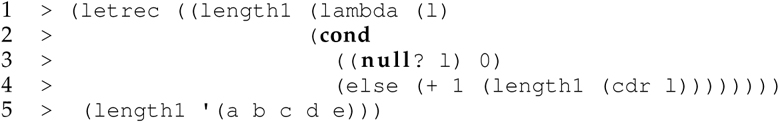 1 > (letrec ((length1 (lambda (l)
2 >                     (cond
3 >                       ((null? l) 0)
4 >                       (else (+ 1 (length1 (cdr l))))))))
5 >  (length1 '(a b c d e)))